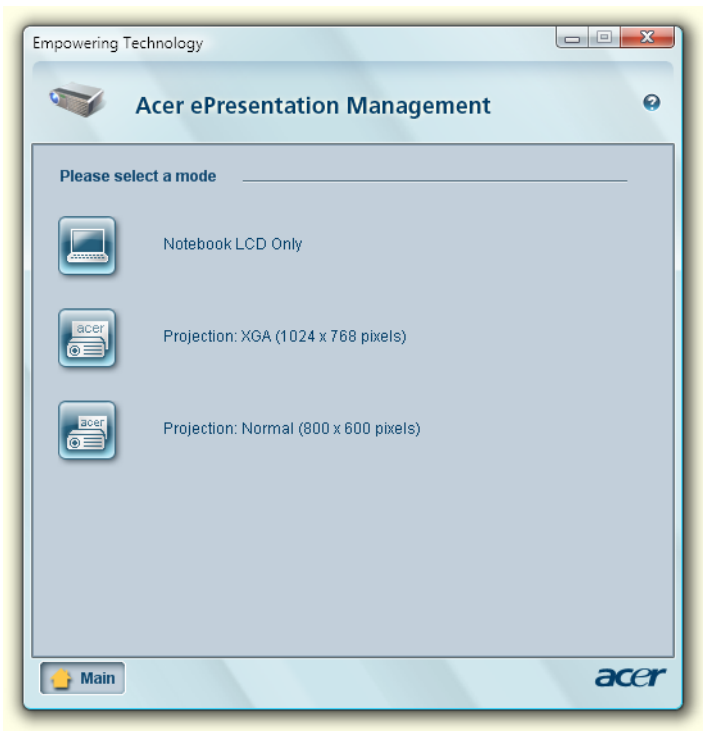 Empowering Technology
Acer ePresentation Management
Please select a mode
Notebook LCD Only
acer
Projection: XGA (1024 x 768 pixels)
acer
Projection: Normal (800 x 600 pixels)
Main
acer